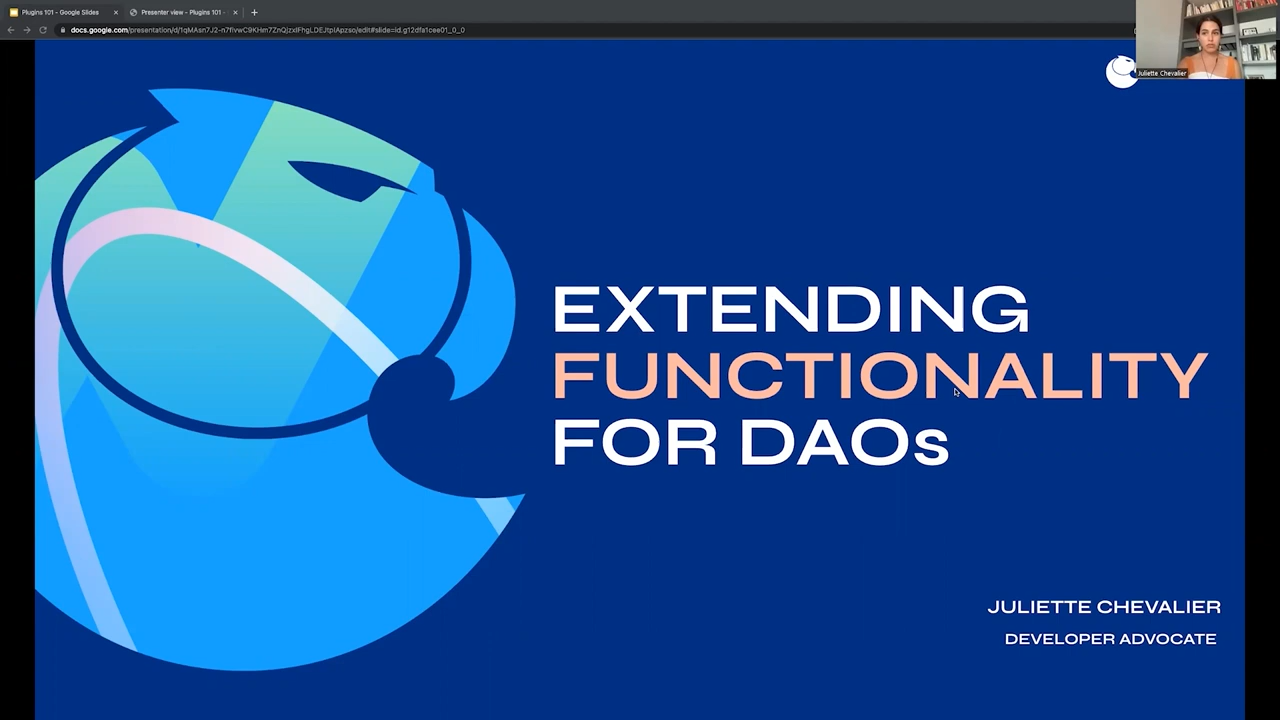 Plugins 101 - Google Slides
Presenter view - Plugins 101 -
EXTENDING
FUNCTIONALITY
FOR DAOs
JULIETTE CHEVALIER
DEVELOPER ADVOCATE
Juliette Chevalier